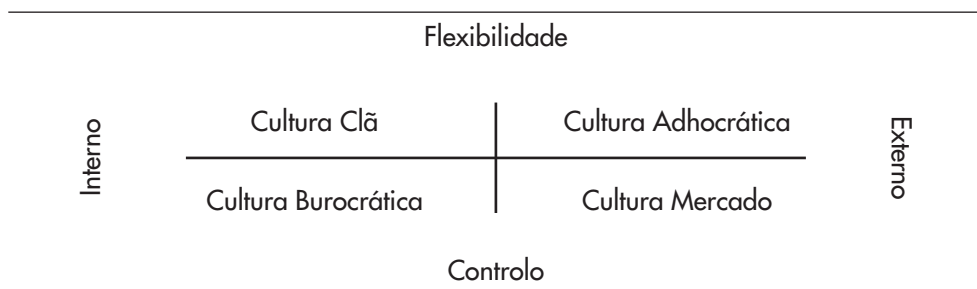 Flexibilidade
Interno
Cultura Clã
Cultura Adhocrática
Externo
Cultura Burocrática
Cultura Mercado
Controlo